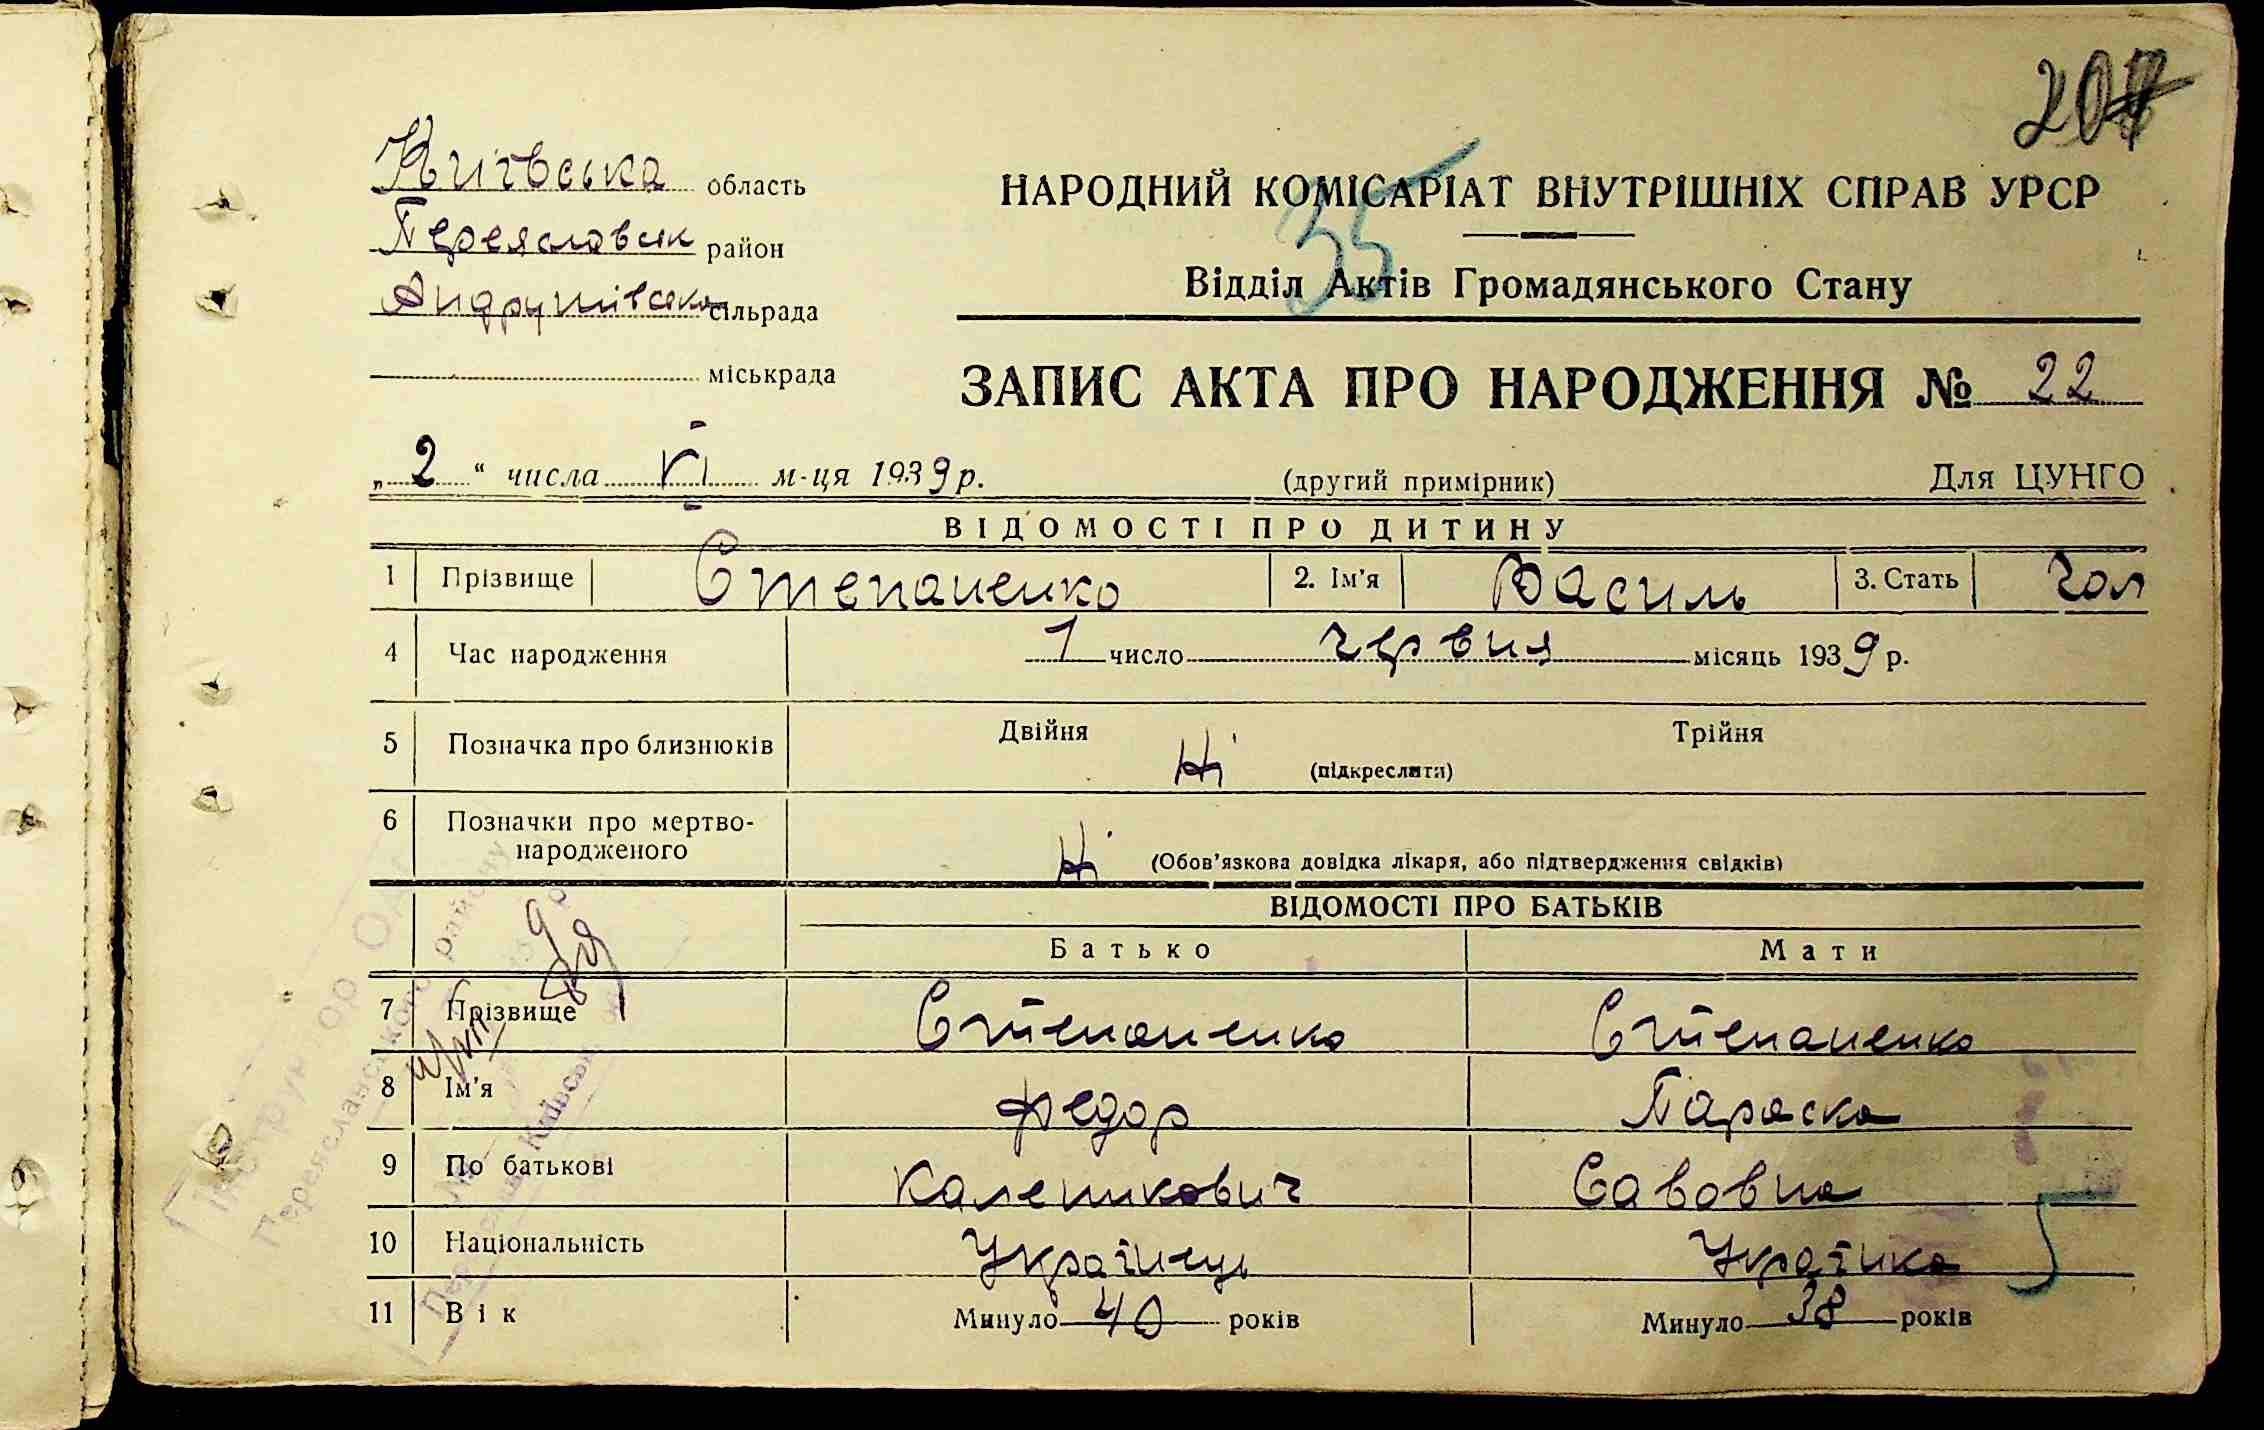 Київська область
Переяславськ район
Андрушівська сільрада
міськрада
НАРОДНИЙ КОМІСАРІАТ ВНУТРІШНІХ СПРАВ УРСР
35
Відділ Актів Громадянського Стану
ЗАПИС АКТА ПРО НАРОДЖЕННЯ № 22
„2“ числа VI м-ця 1939 р. (другий примірник) Для ЦУНГО
ВІДОМОСТІ ПРО ДИТИНУ
1 Прізвище Степаненко 2. Ім'я Василь 3. Стать Чол
4 Час народження 1 число червня місяць 1939 р.
5 Позначка про близнюків Двійня Ні (підкреслити) Трійня
6 Позначки про мертво-
народженого Ні (Обов'язкова довідка лікаря, або підтвердження свідків)
ВІДОМОСТІ ПРО БАТЬКІВ
Батько Мати
7 Прізвище Степаненко Степаненко
8 Ім'я Федор Параска
9 По батькові Каленикович Савовна
10 Національність Українець Українка
11 Вік Минуло 40 років Минуло 38 років